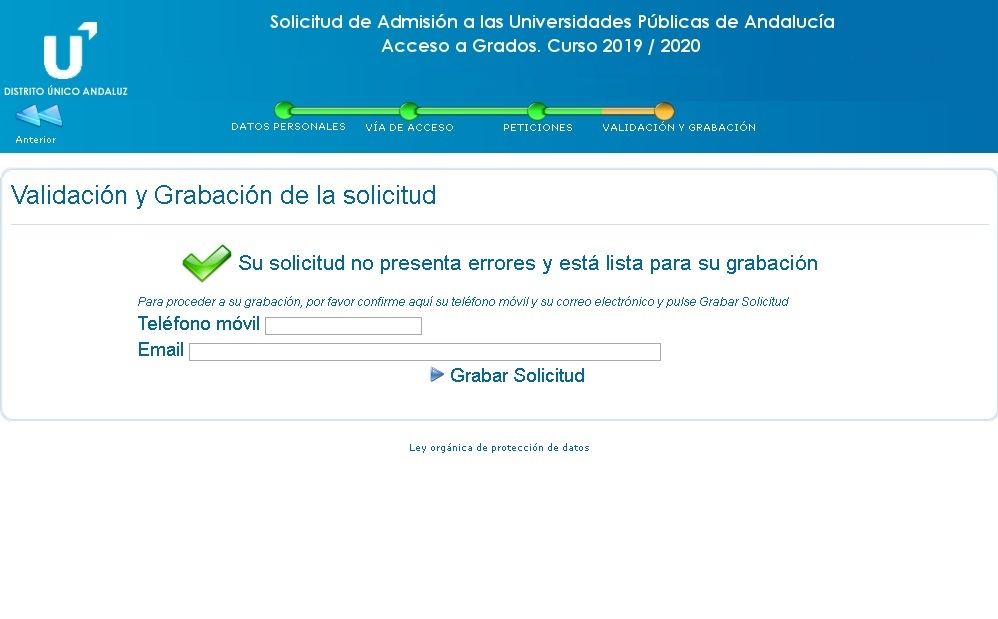 Solicitud de Admisión a las Universidades Públicas de Andalucía
Acceso a Grados. Curso 2019 / 2020
U
DISTRITO ÚNICO ANDALUZ
Anterior
DATOS PERSONALES VÍA DE ACCESO PETICIONES VALIDACIÓN Y GRABACIÓN
Validación y Grabación de la solicitud
Su solicitud no presenta errores y está lista para su grabación
Para proceder a su grabación, por favor confirme aquí su teléfono móvil y su correo electrónico y pulse Grabar Solicitud
Teléfono móvil
Email
Grabar Solicitud
Ley orgánica de protección de datos